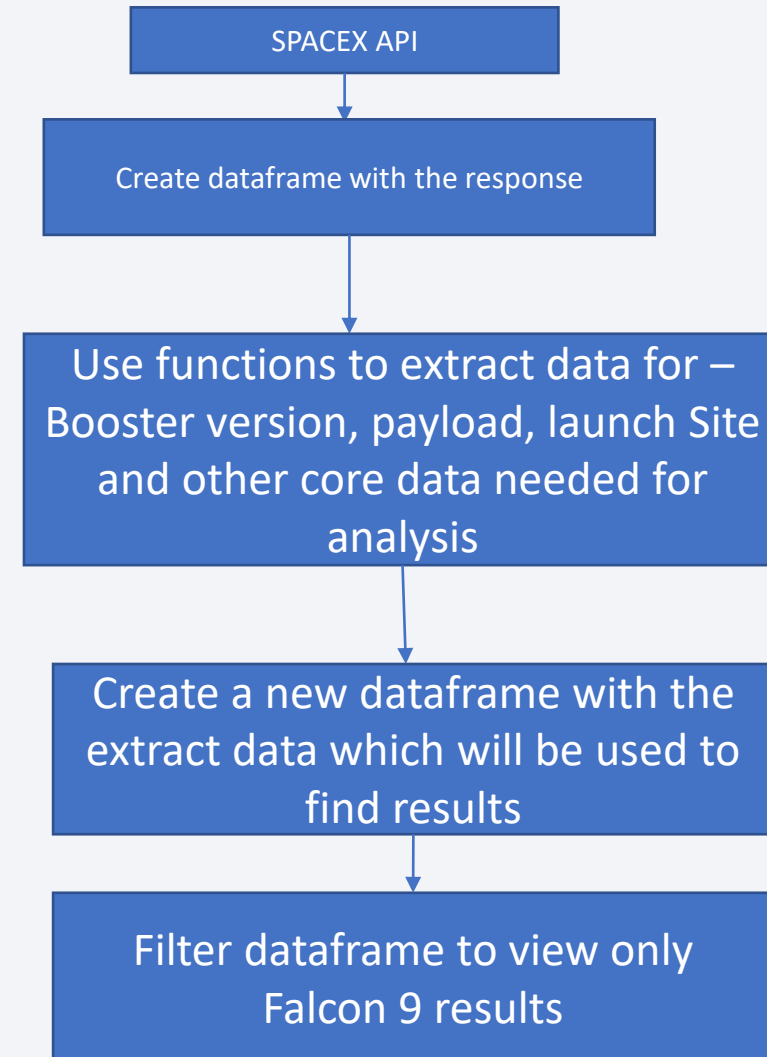 SPACEX API
Create dataframe with the response
Use functions to extract data for –
Booster version, payload, launch Site
and other core data needed for
analysis
Create a new dataframe with the
extract data which will be used to
find results
Filter dataframe to view only
Falcon 9 results